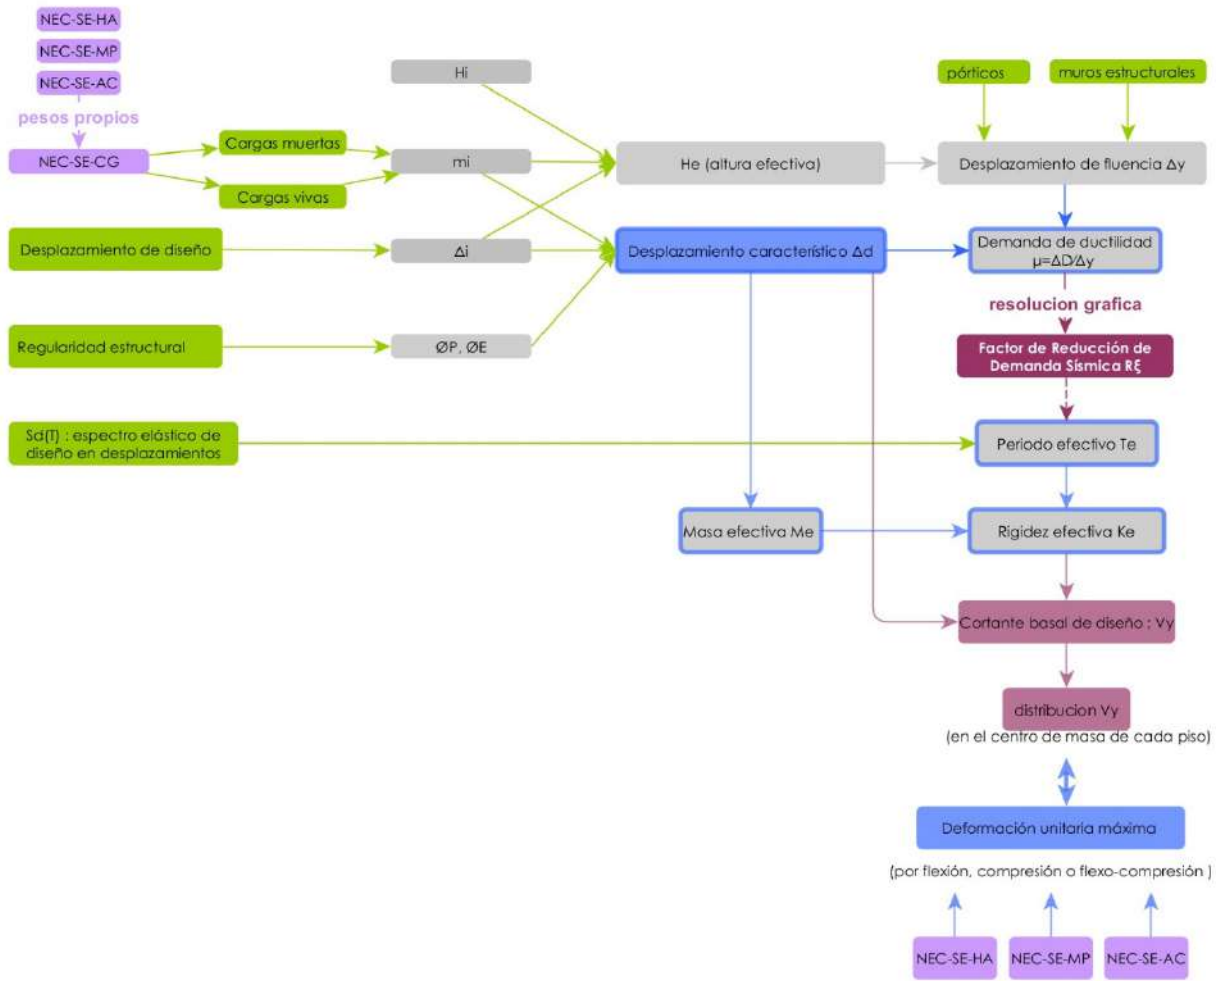 NEC-SE-HA
NEC-SE-MP
NEC-SE-AC
pesos propios
NEC-SE-CG
Cargas muertas
Cargas vivas
Hi
mi
He (altura efectiva)
pórticos
muros estructurales
Desplazamiento de fluencia Δy
Desplazamiento de diseño
Δi
Desplazamiento característico Δd
Demanda de ductilidad
μ=ΔD/Δy
resolucion grafica
Regularidad estructural
ØP, ØE
Factor de Reducción de
Demanda Sísmica Rξ
Sd(T) : espectro elástico de
diseño en desplazamientos
Periodo efectivo Te
Masa efectiva Me
Rigidez efectiva Ke
Cortante basal de diseño ; Vy
distribucion Vy
(en el centro de masa de cada piso)
Deformación unitaria máxima
(por flexión, compresión o flexo-compresión )
NEC-SE-HA
NEC-SE-MP
NEC-SE-AC